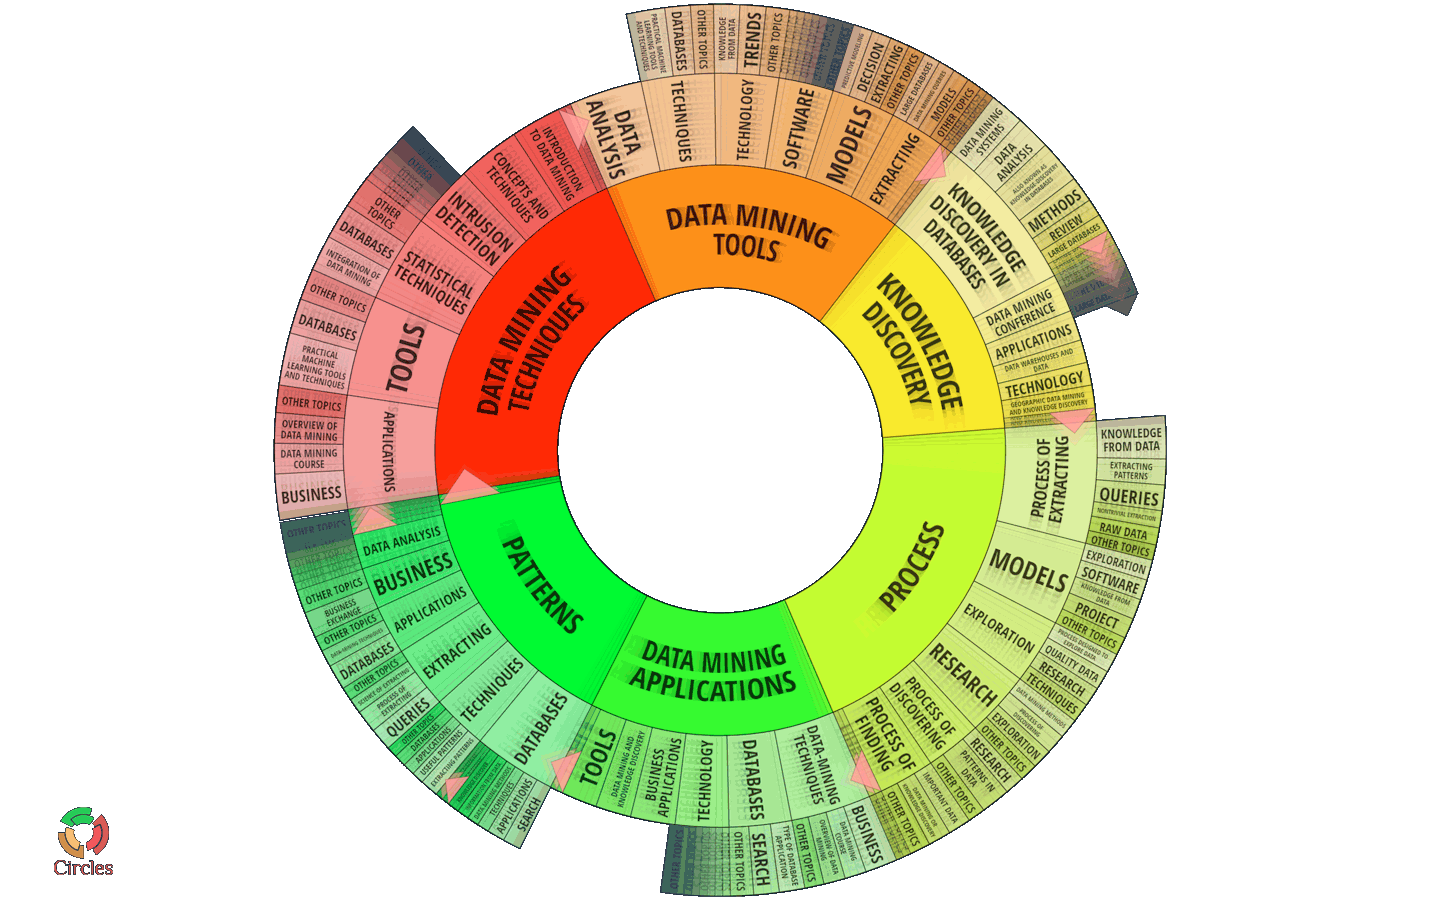 DATA MINING
TOOLS
KNOWLEDGE
DISCOVERY
PROCESS
DATA MINING
APPLICATIONS
PATTERNS
DATA MINING
TECHNIQUES
DATA
ANALYSIS
TECHNIQUES
TECHNOLOGY
SOFTWARE
MODELS
EXTRACTING
KNOWLEDGE
DISCOVERY IN
DATABASES
DATA MINING
CONFERENCE
APPLICATIONS
DATA WAREHOUSES AND
DATA
TECHNOLOGY
GEOGRAPHIC DATA MINING
AND KNOWLEDGE DISCOVERY
PROCESS OF
EXTRACTING
MODELS
EXPLORATION
RESEARCH
PROCESS OF
DISCOVERING
PROCESS OF
FINDING
DATA-MINING
TECHNIQUES
DATABASES
TECHNOLOGY
BUSINESS
APPLICATIONS
DATA MINING AND
KNOWLEDGE DISCOVERY
TOOLS
DATABASES
TECHNIQUES
EXTRACTING
APPLICATIONS
BUSINESS
DATA ANALYSIS
APPLICATIONS
TOOLS
STATISTICAL
TECHNIQUES
INTRUSION
DETECTION
CONCEPTS AND
TECHNIQUES
INTRODUCTION
TO DATA MINING
PRACTICAL MACHINE
LEARNING TOOLS
AND TECHNIQUES
DATABASES
OTHER TOPICS
KNOWLEDGE
FROM DATA
TRENDS
OTHER TOPICS
OTHER TOPICS
PREDICTIVE MODELING
DECISION
EXTRACTING
OTHER TOPICS
LARGE DATABASES
DATA MINING QUERIES
MODELS
OTHER TOPICS
DATA MINING
SYSTEMS
DATA
ANALYSIS
ALSO KNOWN AS
KNOWLEDGE-DISCOVERY
IN DATABASES
METHODS
REVIEW
LARGE DATABASES
KNOWLEDGE
FROM DATA
EXTRACTING
PATTERNS
QUERIES
NONTRIVIAL EXTRACTION
RAW DATA
OTHER TOPICS
EXPLORATION
SOFTWARE
KNOWLEDGE FROM
DATA
PROJECT
OTHER TOPICS
PROCESS DESIGNED TO
EXPLORE DATA
QUALITY DATA
RESEARCH
TECHNIQUES
DATA MINING METHODS
PROCESS OF
DISCOVERING
EXPLORATION
OTHER TOPICS
RESEARCH
PATTERNS IN
DATA
OTHER TOPICS
IMPORTANT DATA
DATA MINING OR
KNOWLEDGE DISCOVERY
OTHER TOPICS
BUSINESS
DATA MINING
COURSE
OVERVIEW OF DATA
MINING
OTHER TOPICS
TYPE OF DATABASE
APPLICATION
SEARCH
OTHER TOPICS
OTHER TOPICS
SEARCH
APPLICATIONS
TECHNIQUES
EXTRACTING PATTERNS
USEFUL PATTERNS
APPLICATIONS
DATABASES
OTHER TOPICS
QUERIES
PROCESS OF
EXTRACTING
SCIENCE OF EXTRACTING
OTHER TOPICS
DATABASES
DATA-MINING TECHNIQUES
OTHER TOPICS
BUSINESS
EXCHANGE
OTHER TOPICS
OTHER TOPICS
BUSINESS
DATA MINING
COURSE
OVERVIEW OF
DATA MINING
OTHER TOPICS
PRACTICAL
MACHINE
LEARNING TOOLS
AND TECHNIQUES
DATABASES
OTHER TOPICS
INTEGRATION OF
DATA MINING
DATABASES
OTHER
TOPICS
Circles